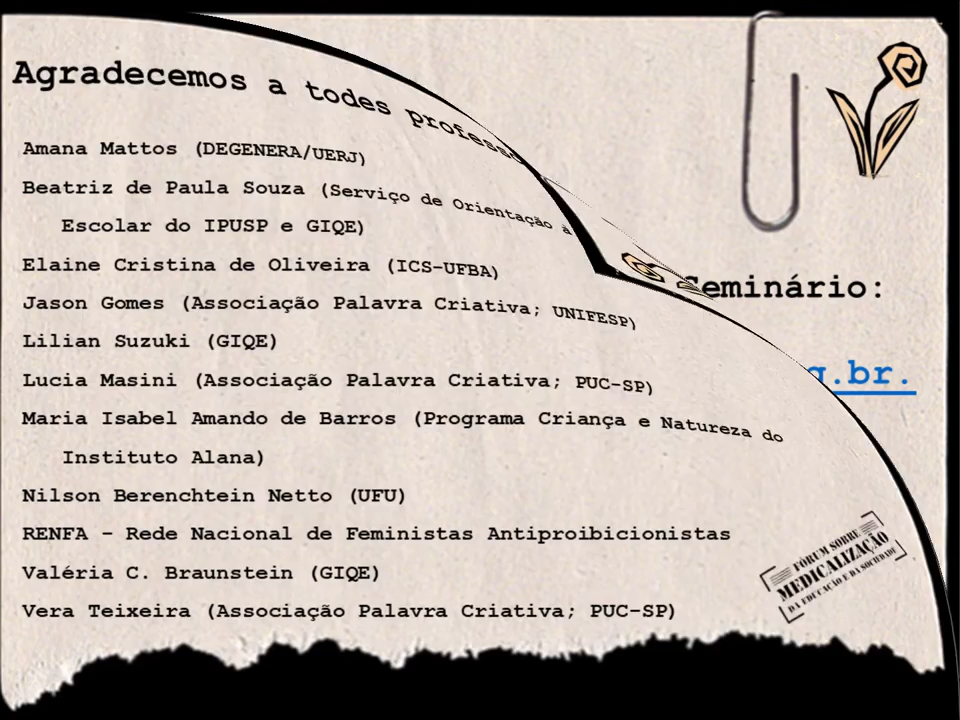 Agradecemos a todes
Amana Mattos (DEGENERA/UERJ)
Beatriz de Paula Souza (Serviço de Orientação à
Escolar do IPUSP e GIQE)
Elaine Cristina de Oliveira (ICS-UFBA)
Jason Gomes (Associação Palavra Criativa; UNIFESP)
Lilian Suzuki (GIQE)
Lucia Masini (Associação Palavra Criativa; PUC-SP)
Maria Isabel Amando de Barros (Programa Criança e Natureza do
Instituto Alana)
Nilson Berenchtein Netto (UFU)
RENFA – Rede Nacional de Feministas Antiproibicionistas
Valéria C. Braunstein (GIQE)
Vera Teixeira (Associação Palavra Criativa; PUC-SP)
Seminário:
g.br.
FÓRUM SOBRE
MEDICALIZAÇÃO
DA EDUCAÇÃO E DA SOCIEDADE